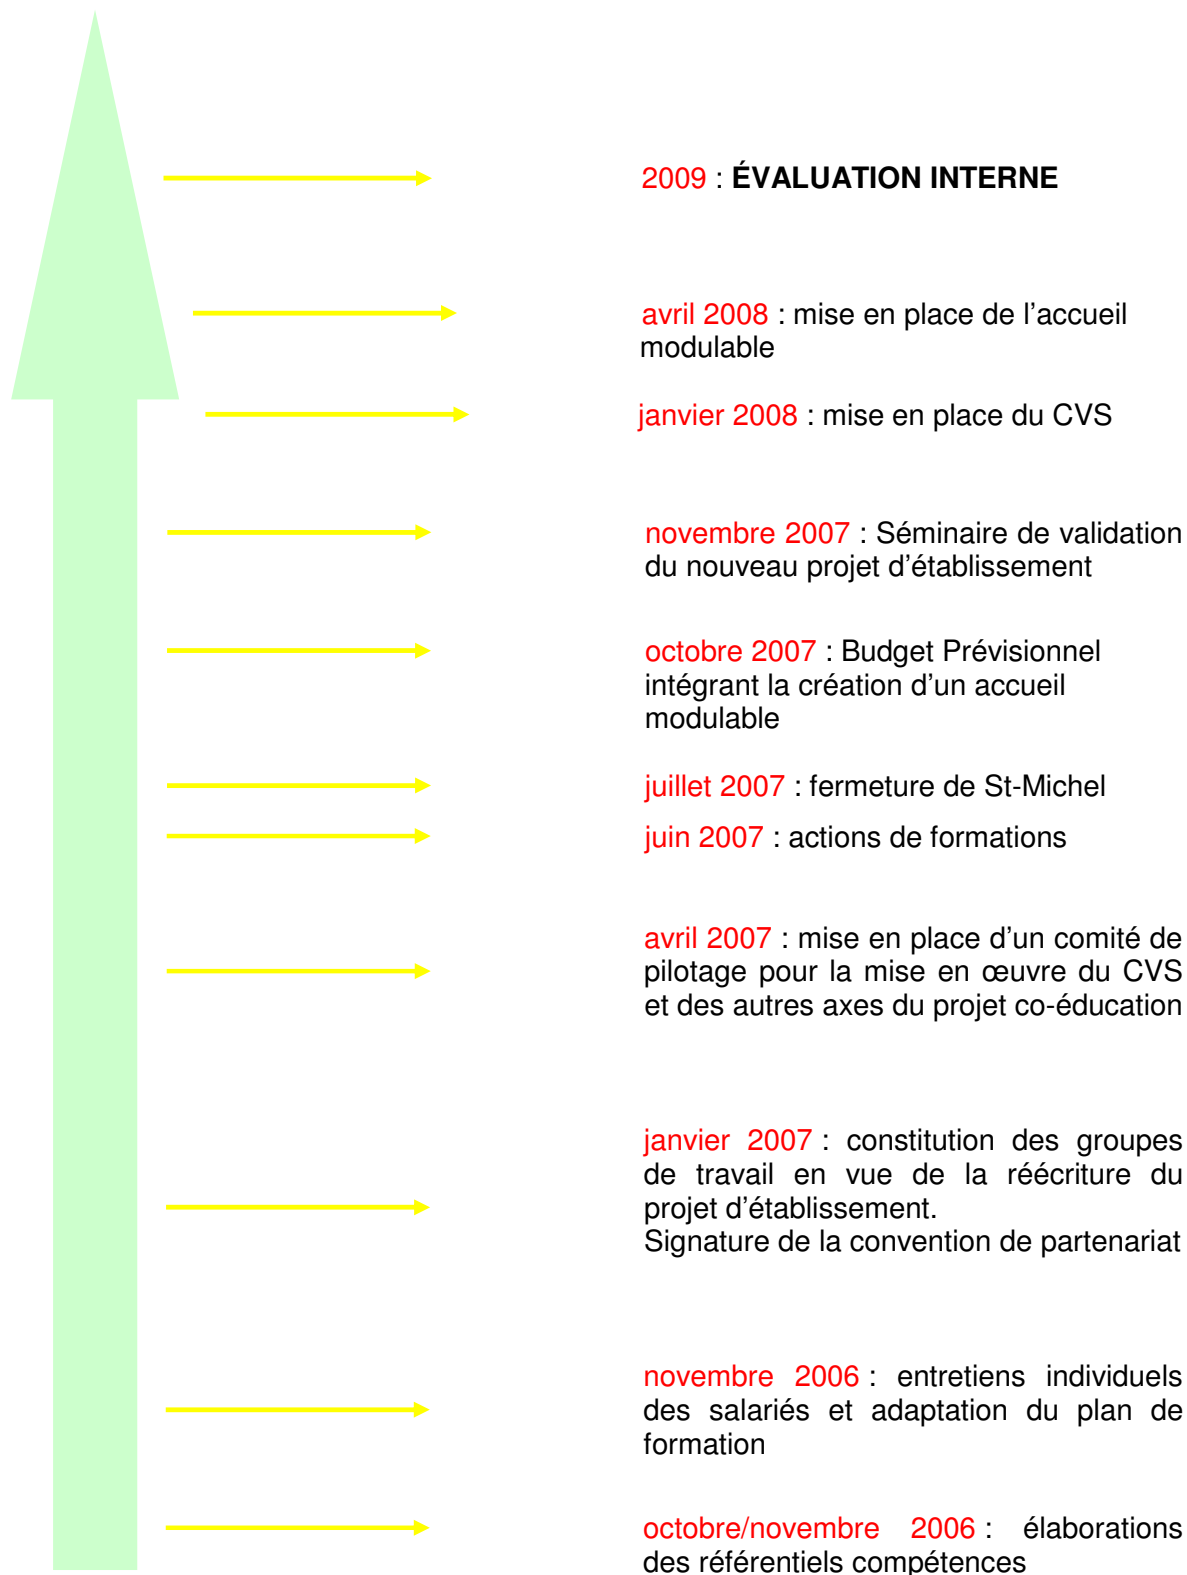 2009 : ÉVALUATION INTERNE
avril 2008 : mise en place de l'accueil
modulable
janvier 2008 : mise en place du CVS
novembre 2007 : Séminaire de validation
du nouveau projet d'établissement
octobre 2007 : Budget Prévisionnel
intégrant la création d'un accueil
modulable
juillet 2007 : fermeture de St-Michel
juin 2007 : actions de formations
avril 2007 : mise en place d'un comité de
pilotage pour la mise en œuvre du CVS
et des autres axes du projet co-éducation
janvier 2007 : constitution des groupes
de travail en vue de la réécriture du
projet d'établissement.
Signature de la convention de partenariat
novembre 2006 : entretiens individuels
des salariés et adaptation du plan de
formation
octobre/novembre 2006 : élaborations
des référentiels compétences